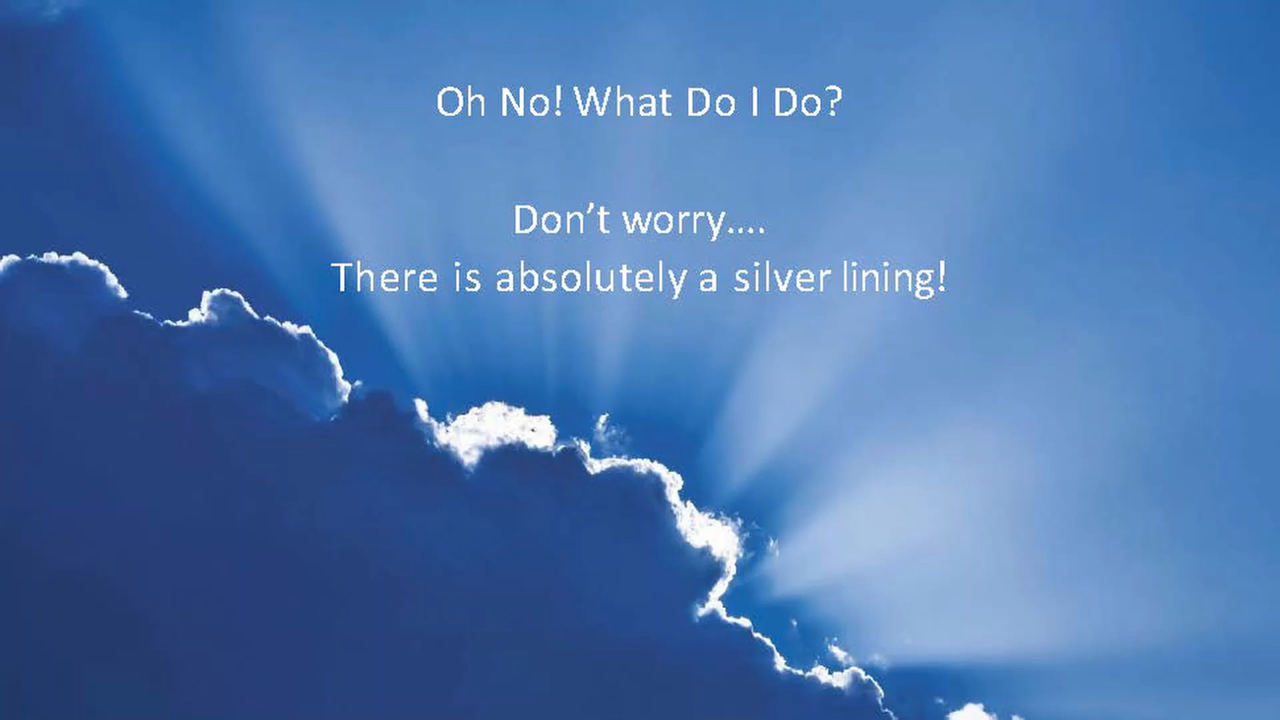 Oh No! What Do I Do?
Don’t worry....
There is absolutely a silver lining!